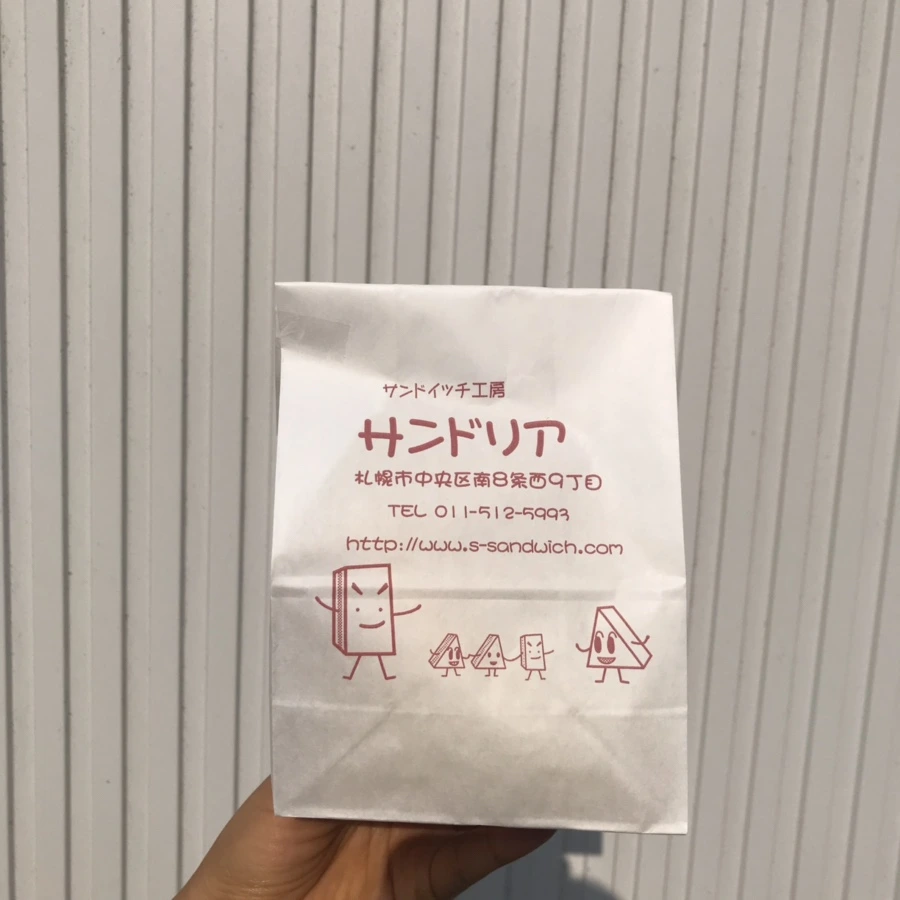 サンドイッチ工房
サンドリア
札幌市中央区南8条西9丁目
TEL 011-512-5993
http://www.s-sandwich.com